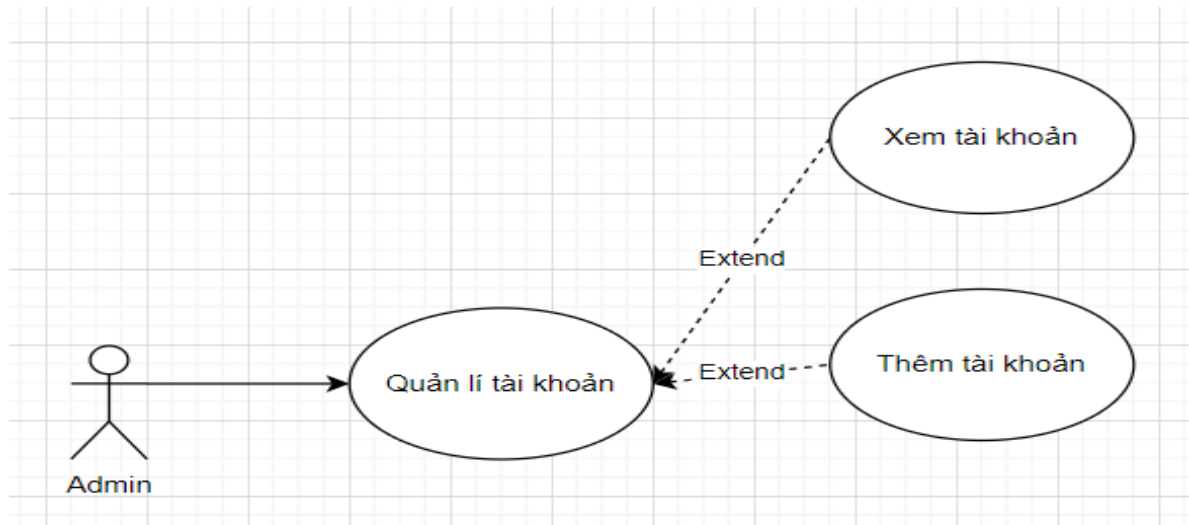 Xem tài khoản
Extend
Thêm tài khoản
Extend
Quản lí tài khoản
Admin